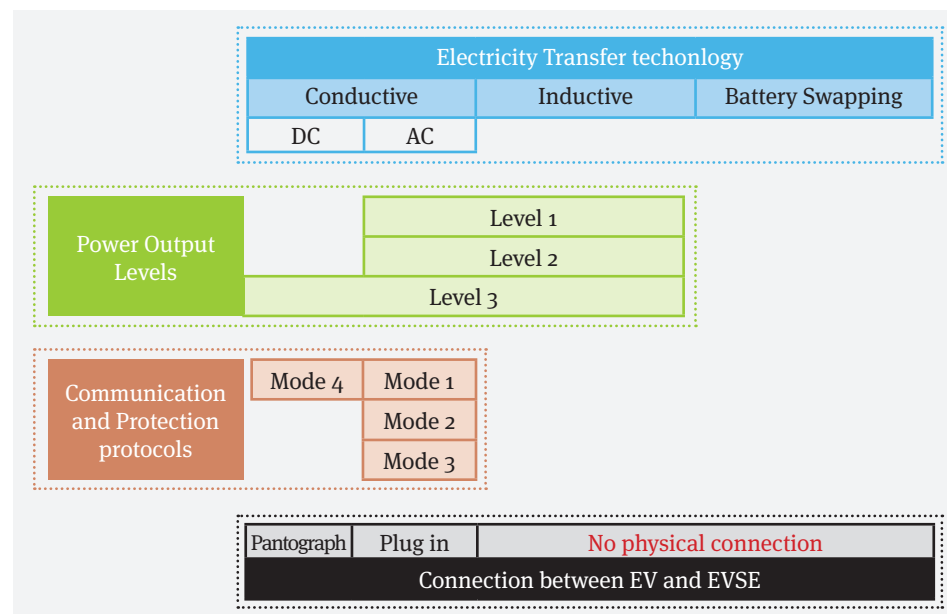 Electricity Transfer techonlogy
Conductive Inductive Battery Swapping
DC AC
Power Output
Levels
Level 1
Level 2
Level 3
Communication
and Protection
protocols
Mode 4 Mode 1
Mode 2
Mode 3
Pantograph Plug in No physical connection
Connection between EV and EVSE